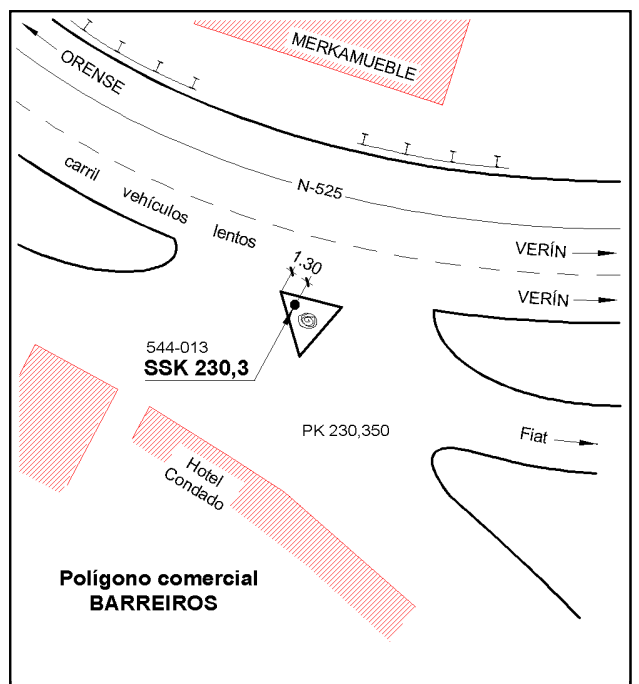 MERKAMUEBLE
ORENSE
N-525
carril vehículos lentos
VERÍN
VERÍN
1.30
544-013
SSK 230,3
PK 230,350
Fiat
Hotel
Condado
Polígono comercial
BARREIROS